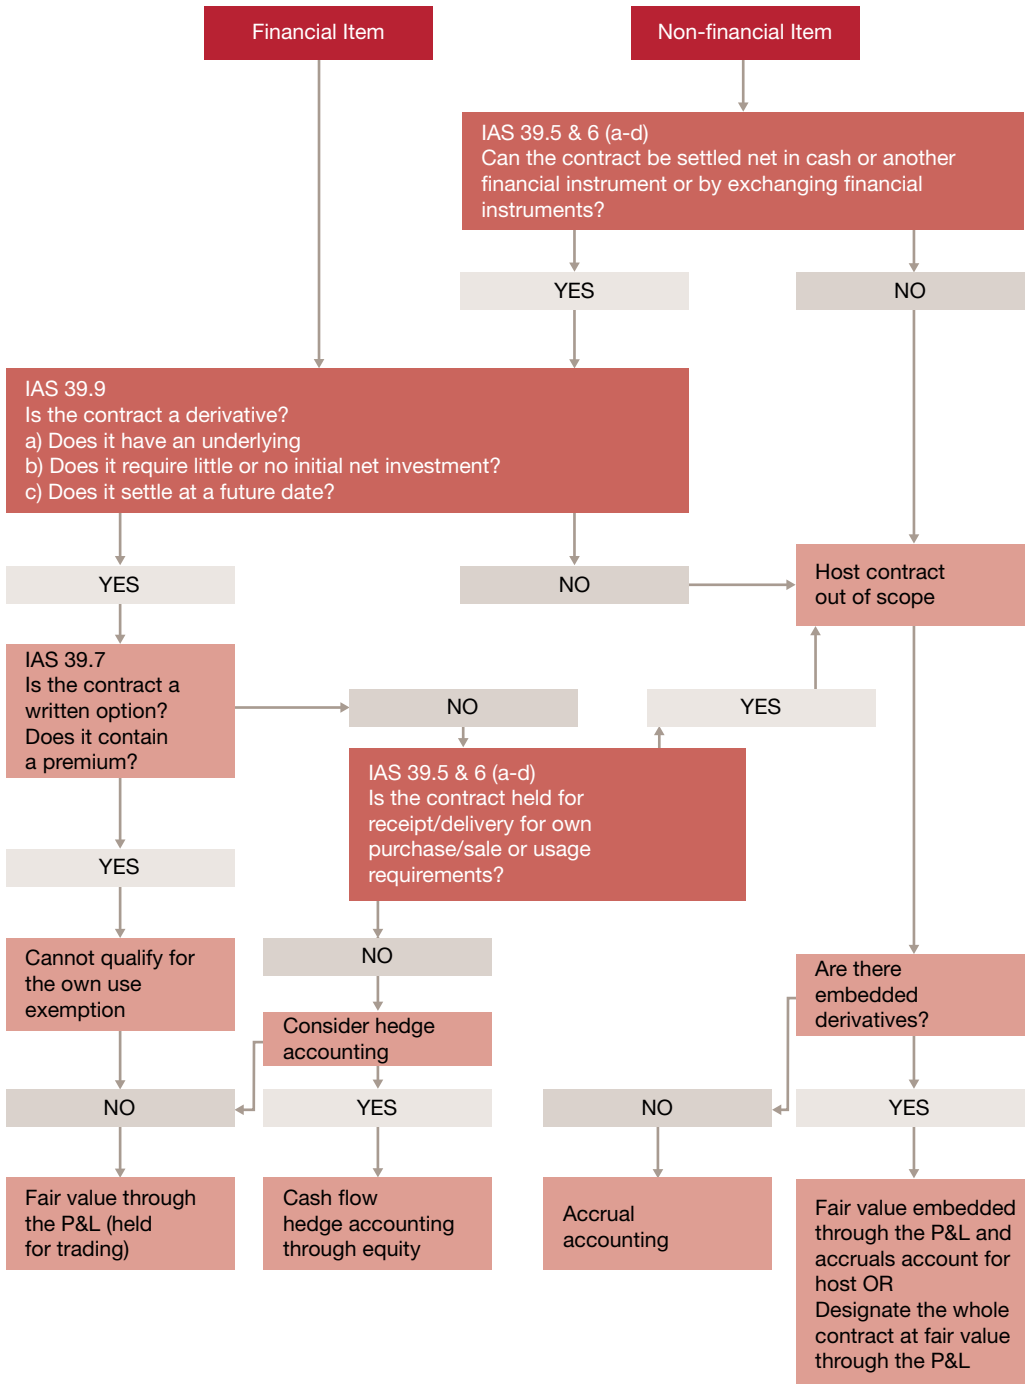 Financial Item
Non-financial Item
IAS 39.5 & 6 (a-d)
Can the contract be settled net in cash or another
financial instrument or by exchanging financial
instruments?
YES
NO
IAS 39.9
Is the contract a derivative?
a) Does it have an underlying
b) Does it require little or no initial net investment?
c) Does it settle at a future date?
YES
NO
Host contract
out of scope
IAS 39.7
Is the contract a
written option?
Does it contain
a premium?
NO
YES
IAS 39.5 & 6 (a-d)
Is the contract held for
receipt/delivery for own
purchase/sale or usage
requirements?
YES
Cannot qualify for
the own use
exemption
NO
Are there
embedded
derivatives?
Consider hedge
accounting
NO
YES
NO
YES
Fair value through
the P&L (held
for trading)
Cash flow
hedge accounting
through equity
Accrual
accounting
Fair value embedded
through the P&L and
accruals account for
host OR
Designate the whole
contract at fair value
through the P&L